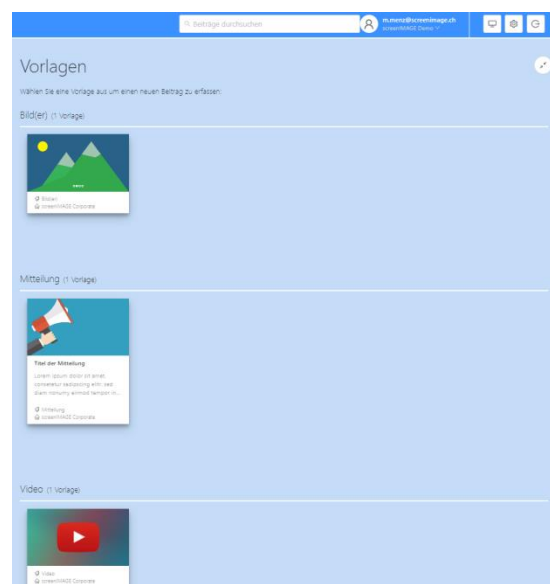 Beiträge durchsuchen
m.menz@screenimage.ch
screenIMAGE Demo
Vorlagen
Wählen Sie eine Vorlage aus um einen neuen Beitrag zu erfassen:
Bild(er) (1 Vorlage)
Bild(er)
screenIMAGE Corporate
Mitteilung (1 Vorlage)
Titel der Mitteilung
Lorem ipsum dolor sit amet,
consetetur sadipscing elitr, sed
diam nonumy eirmod tempor in...
Mitteilung
screenIMAGE Corporate
Video (1 Vorlage)
Video
screenIMAGE Corporate